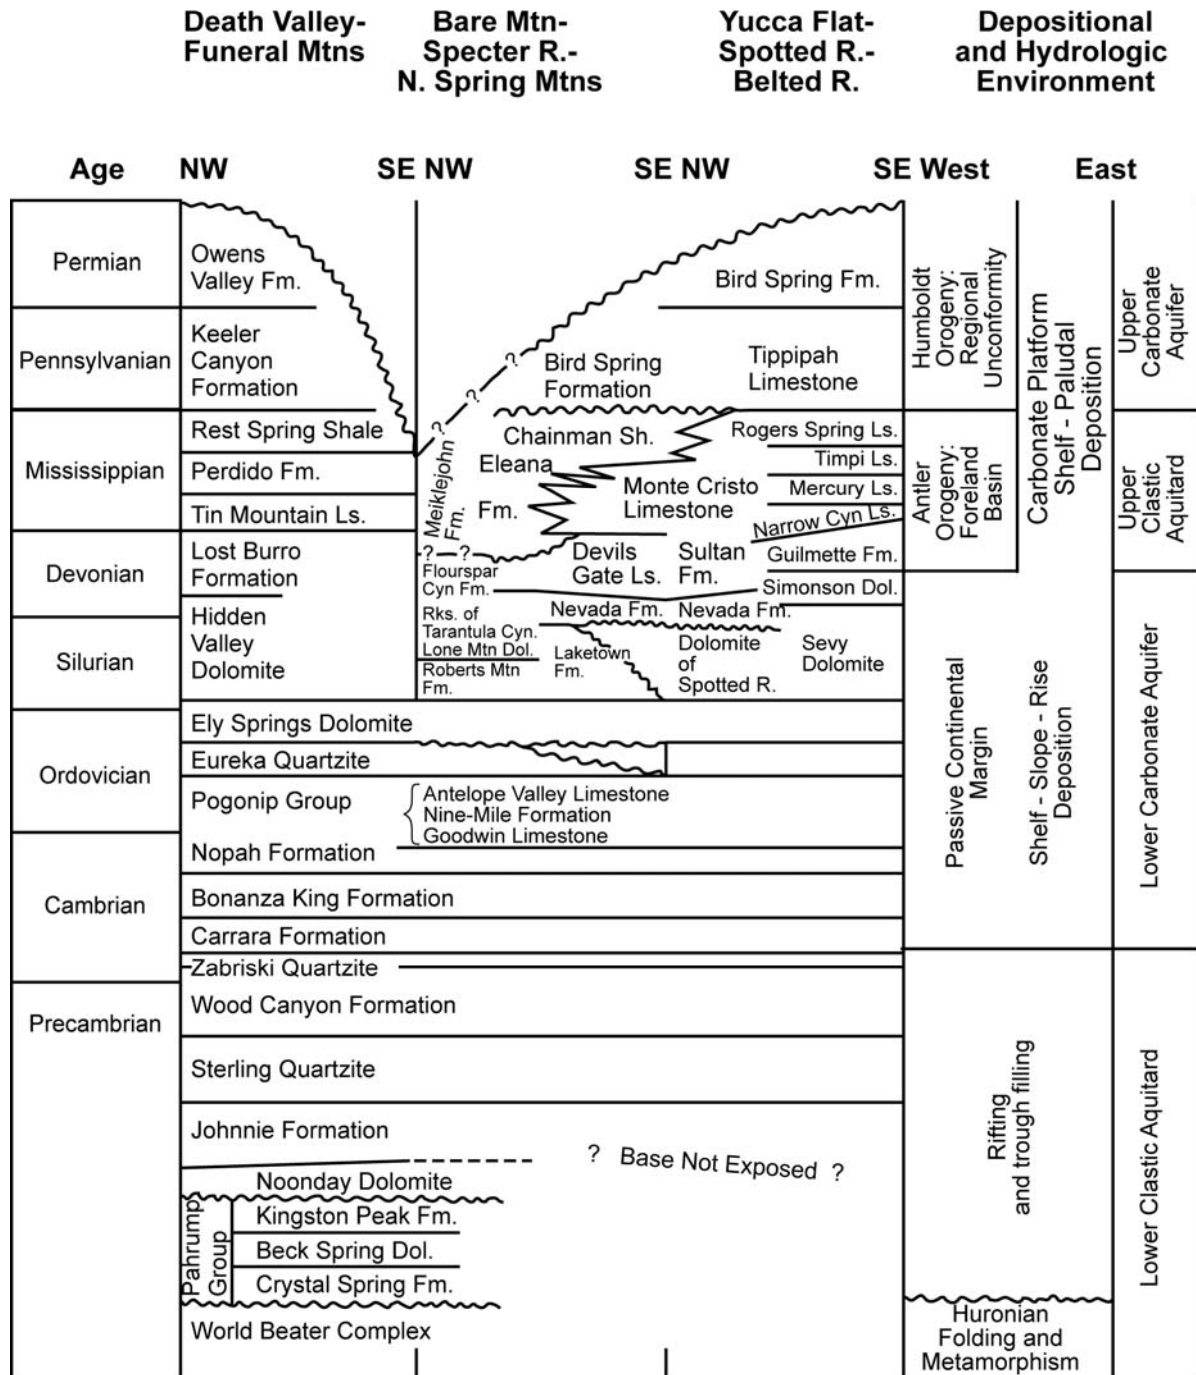 Death Valley-
Funeral Mtns
Bare Mtn-
Specter R.-
N. Spring Mtns
Yucca Flat-
Spotted R.-
Belted R.
Depositional
and Hydrologic
Environment
Age
NW
SE NW
SE NW
SE West
East
Permian
Pennsylvanian
Mississippian
Devonian
Silurian
Ordovician
Cambrian
Precambrian
Owens
Valley Fm.
Keeler
Canyon
Formation
Rest Spring Shale
Perdido Fm.
Tin Mountain Ls.
Lost Burro
Formation
Hidden
Valley
Dolomite
Ely Springs Dolomite
Eureka Quartzite
Pogonip Group
Antelope Valley Limestone
Nine-Mile Formation
Goodwin Limestone
Nopah Formation
Bonanza King Formation
Carrara Formation
Zabriski Quartzite
Wood Canyon Formation
Sterling Quartzite
Johnnie Formation
? Base Not Exposed ?
Noonday Dolomite
Pahrump
Group
Kingston Peak Fm.
Beck Spring Dol.
Crystal Spring Fm.
World Beater Complex
?
?
?
Meiklejohn
Fm.
? ?
Bird Spring
Formation
Chainman Sh.
Eleana
Fm.
Flourspar
Cyn Fm.
Rks. of
Tarantula Cyn.
Lone Mtn Dol.
Roberts Mtn
Fm.
Monte Cristo
Limestone
Devils
Gate Ls.
Nevada Fm.
Laketown
Fm.
Bird Spring Fm.
Tippipah
Limestone
Rogers Spring Ls.
Timpi Ls.
Mercury Ls.
Narrow Cyn Ls.
Sultan
Fm.
Guilmette Fm.
Simonson Dol.
Nevada Fm.
Dolomite
of
Spotted R.
Sevy
Dolomite
Humboldt
Orogeny:
Regional
Unconformity
Antler
Orogeny:
Foreland
Basin
Passive Continental
Margin
Rifting
and trough filling
Huronian
Folding and
Metamorphism
Carbonate Platform
Shelf - Paludal
Deposition
Shelf - Slope - Rise
Deposition
Upper
Carbonate
Aquifer
Upper
Clastic
Aquitard
Lower Carbonate Aquifer
Lower Clastic Aquitard